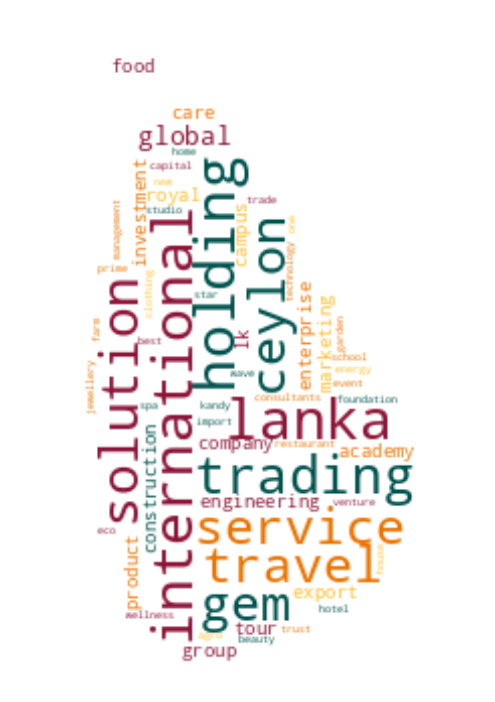 food
care
global
home
capital
new
royal
studio
investment
management
holding
international
campus
trade
one
ceylon
technology
prime
clothing
star
solution
farm
best
jewellery
lk
wave
enterprise
marketing
garden
school
energy
event
consultants
foundation
spa
kandy
import
lanka
company
restaurant
academy
construction
trading
engineering
venture
eco
service
product
travel
house
export
gem
hotel
wellness
tour
trust
agro
beauty
group